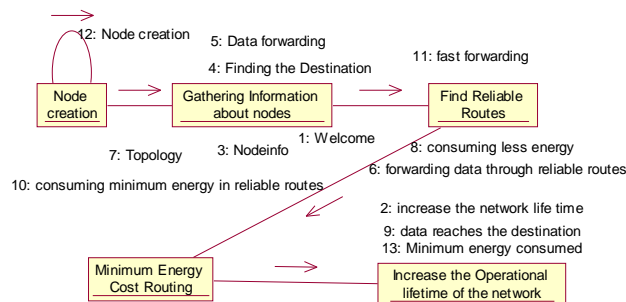 12: Node creation
5: Data forwarding
4: Finding the Destination
11: fast forwarding
Node
creation
Gathering Information
about nodes
Find Reliable
Routes
1: Welcome
7: Topology
3: Nodeinfo
8: consuming less energy
6: forwarding data through reliable routes
10: consuming minimum energy in reliable routes
2: increase the network life time
9: data reaches the destination
13: Minimum energy consumed
Minimum Energy
Cost Routing
Increase the Operational
lifetime of the network